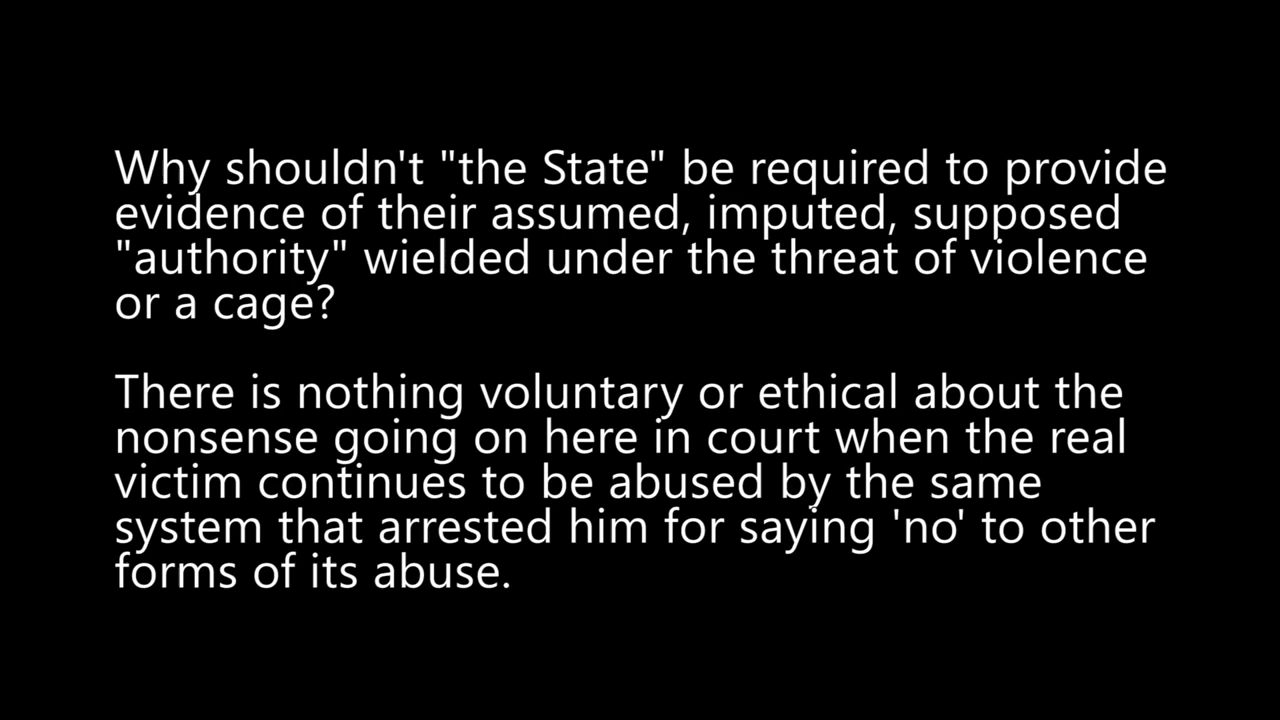 Why shouldn't "the State" be required to provide
evidence of their assumed, imputed, supposed
"authority" wielded under the threat of violence
or a cage?
There is nothing voluntary or ethical about the
nonsense going on here in court when the real
victim continues to be abused by the same
system that arrested him for saying 'no' to other
forms of its abuse.